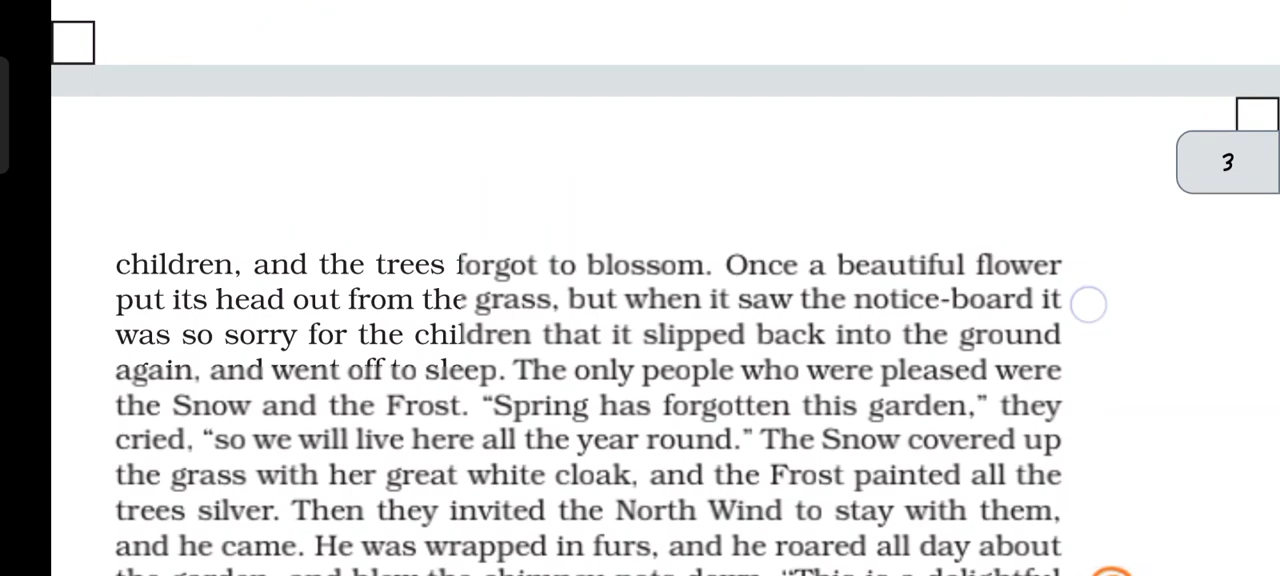 3
children, and the trees forgot to blossom. Once a beautiful flower
put its head out from the grass, but when it saw the notice-board it
was so sorry for the children that it slipped back into the ground
again, and went off to sleep. The only people who were pleased were
the Snow and the Frost. “Spring has forgotten this garden,” they
cried, “so we will live here all the year round.” The Snow covered up
the grass with her great white cloak, and the Frost painted all the
trees silver. Then they invited the North Wind to stay with them,
and he came. He was wrapped in furs, and he roared all day about